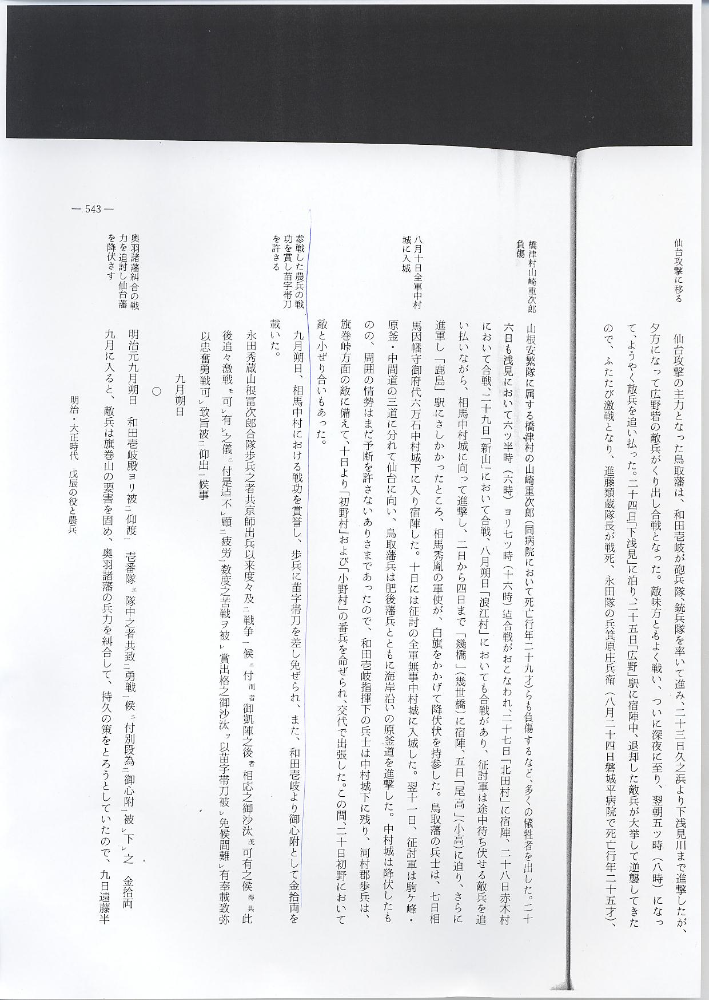 仙台攻撃に移る
仙台攻撃の主力となった鳥取藩は、和田壱岐が砲兵隊、銃兵隊を率いて進み、二十三日久之浜より下浅見川まで進撃したが、
夕方になって広野砦の敵兵がくり出し合戦となった。敵味方ともよく戦い、ついに深夜に至り、翌朝五ツ時（八時）になっ
て、ようやく敵兵を追い払った。二十四日「下浅見」に泊り、二十五日「広野」駅に宿陣中、退却した敵兵が大挙して逆襲してきた
ので、ふたたび激戦となり、進藤類蔵隊長が戦死、永田隊の兵箕原庄兵衛（八月二十四日磐城平病院で死亡行年二十五才）、
橋津村山崎重次郎
負傷
山根安繁隊に属する橋津村の山崎重次郎（同病院において死亡行年二十九才）らも負傷するなど、多くの犠牲者を出した。二十
六日も浅見において六ツ半時（六時）ヨリ七ツ時（十六時）迠合戦がおこなわれ、二十七日「北田村」に宿陣、二十八日赤木村
において合戦、二十九日「新山」において合戦、八月朔日「浪江村」においても合戦があり、征討軍は途中待ち伏せる敵兵を追
い払いながら、相馬中村城に向って進撃し、二日から四日まで「幾橋」（幾世橋）に宿陣、五日「尾高」（小高）に迫り、さらに
進軍し「鹿島」駅にさしかかったところ、相馬秀胤の軍使が、白旗をかかげて降伏状を持参した。鳥取藩の兵士は、七日相
八月十日全軍中村
城に入城
馬因幡守御府代六万石中村城下に入り宿陣した。十日には征討の全軍無事中村城に入城した。翌十一日、征討軍は駒ケ峰・
原釜・中間道の三道に分れて仙台に向い、鳥取藩兵は肥後藩兵とともに海岸沿いの原釜道を進撃した。中村城は降伏したも
のの、周囲の情勢はまだ予断を許さないありさまであったので、和田壱岐指揮下の兵士は中村城下に残り、河村郡歩兵は、
旗巻峠方面の敵に備えて、十日より「初野村」および「小野村」の番兵を命ぜられ、交代で出張した。この間、二十日初野において
敵と小ぜり合いもあった。
参戦した農兵の戦
功を賞し苗字帯刀
を許さる
九月朔日、相馬中村における戦功を賞誉し、歩兵に苗字帯刀を差し免ぜられ、また、和田壱岐より御心附として金拾両を
載いた。
永田秀蔵山根冨次郎合隊歩兵之者共京師出兵以来度々及ニ戦争一候ニ付而者御凱陣之後者相応之御沙汰茂可有之候得共此
後追々激戦モ可レ有レ之儀ニ付是迠不レ顧ニ疲労一数度之苦戦ヲ被レ賞出格之御沙汰ヲ以苗字帯刀被レ免候間難レ有奉載致弥
以忠奮勇戦可レ致旨被ニ仰出一候事
九月朔日
〇
明治元九月朔日　和田壱岐殿ヨリ被ニ仰渡一　壱番隊ェ隊中之者共致ニ勇戦一候ニ付別段為ニ御心附一被レ下レ之　金拾両
奥羽諸藩糾合の戦
力を追討し仙台藩
を降伏さす
九月に入ると、敵兵は旗巻山の要害を固め、奥羽諸藩の兵力を糾合して、持久の策をとろうとしていたので、九日遠藤半
明治・大正時代　戊辰の役と農兵
— 543 —